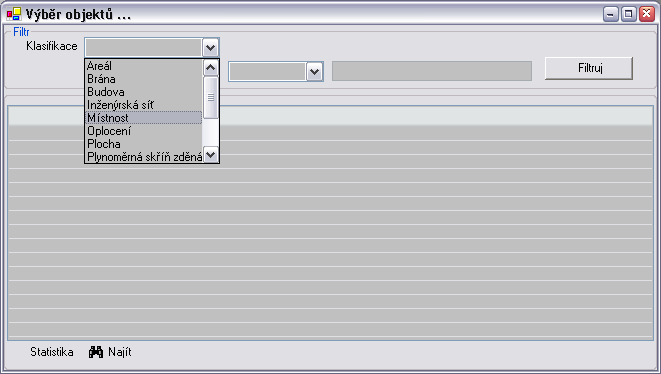 Výběr objektů ...
Filtr
Klasifikace
Areál
Brána
Budova
Inženýrská síť
Místnost
Oplocení
Plocha
Plynoměrná skříň zděná
Filtruj
Statistika Najít